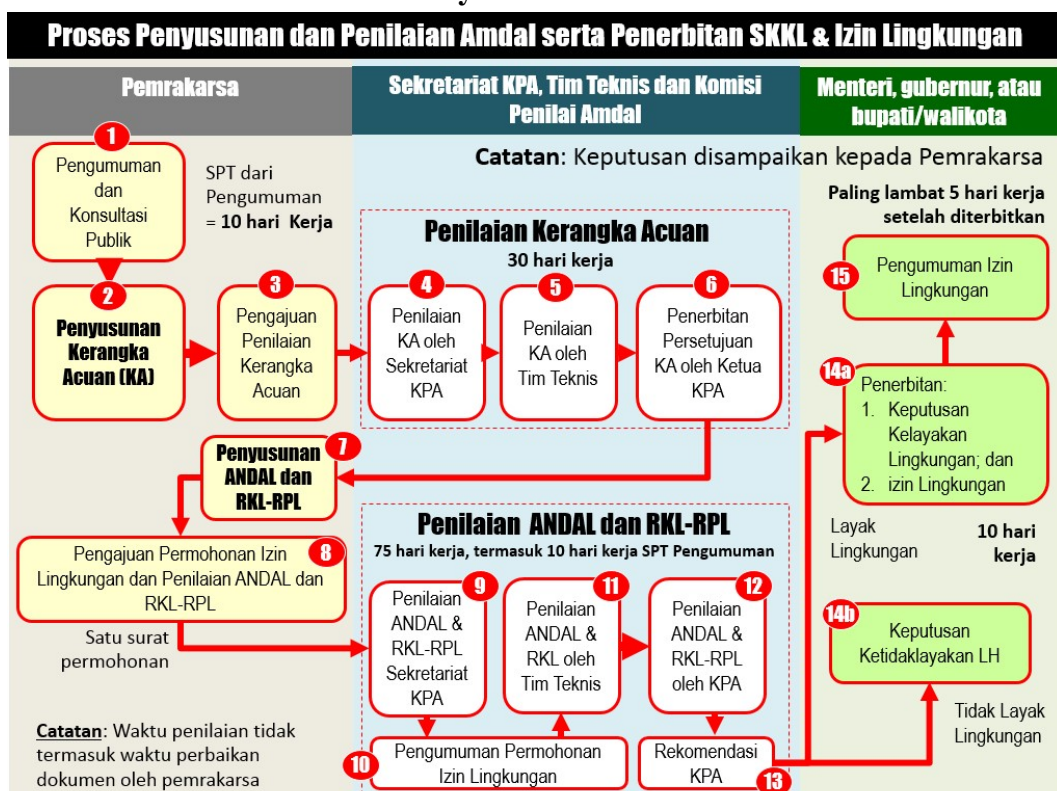 Proses Penyusunan dan Penilaian Amdal serta Penerbitan SKKL & Izin Lingkungan
Pemrakarsa
Sekretariat KPA, Tim Teknis dan Komisi
Penilai Amdal
Menteri, gubernur, atau
bupati/walikota
Catatan: Keputusan disampaikan kepada Pemrakarsa
1
Pengumuman
dan
Konsultasi
Publik
SPT dari
Pengumuman
= 10 hari Kerja
2
Penyusunan
Kerangka
Acuan (KA)
3
Pengajuan
Penilaian
Kerangka
Acuan
Penilaian Kerangka Acuan
30 hari kerja
4
Penilaian
KA oleh
Sekretariat
KPA
5
Penilaian
KA oleh
Tim Teknis
6
Penerbitan
Persetujuan
KA oleh Ketua
KPA
7
Penyusunan
ANDAL dan
RKL-RPL
8
Pengajuan Permohonan Izin
Lingkungan dan Penilaian ANDAL dan
RKL-RPL
Satu surat
permohonan
Catatan: Waktu penilaian tidak
termasuk waktu perbaikan
dokumen oleh pemrakarsa
Penilaian ANDAL dan RKL-RPL
75 hari kerja, termasuk 10 hari kerja SPT Pengumuman
9
Penilaian
ANDAL &
RKL-RPL
Sekretariat
KPA
10
Pengumuman Permohonan
Izin Lingkungan
11
Penilaian
ANDAL &
RKL oleh
Tim Teknis
12
Penilaian
ANDAL &
RKL-RPL
oleh KPA
Rekomendasi
KPA
13
Paling lambat 5 hari kerja
setelah diterbitkan
15
Pengumuman Izin
Lingkungan
14a
Penerbitan:
1. Keputusan
Kelayakan
Lingkungan; dan
2. izin Lingkungan
Layak
Lingkungan
10 hari
kerja
14b
Keputusan
Ketidaklayakan LH
Tidak Layak
Lingkungan